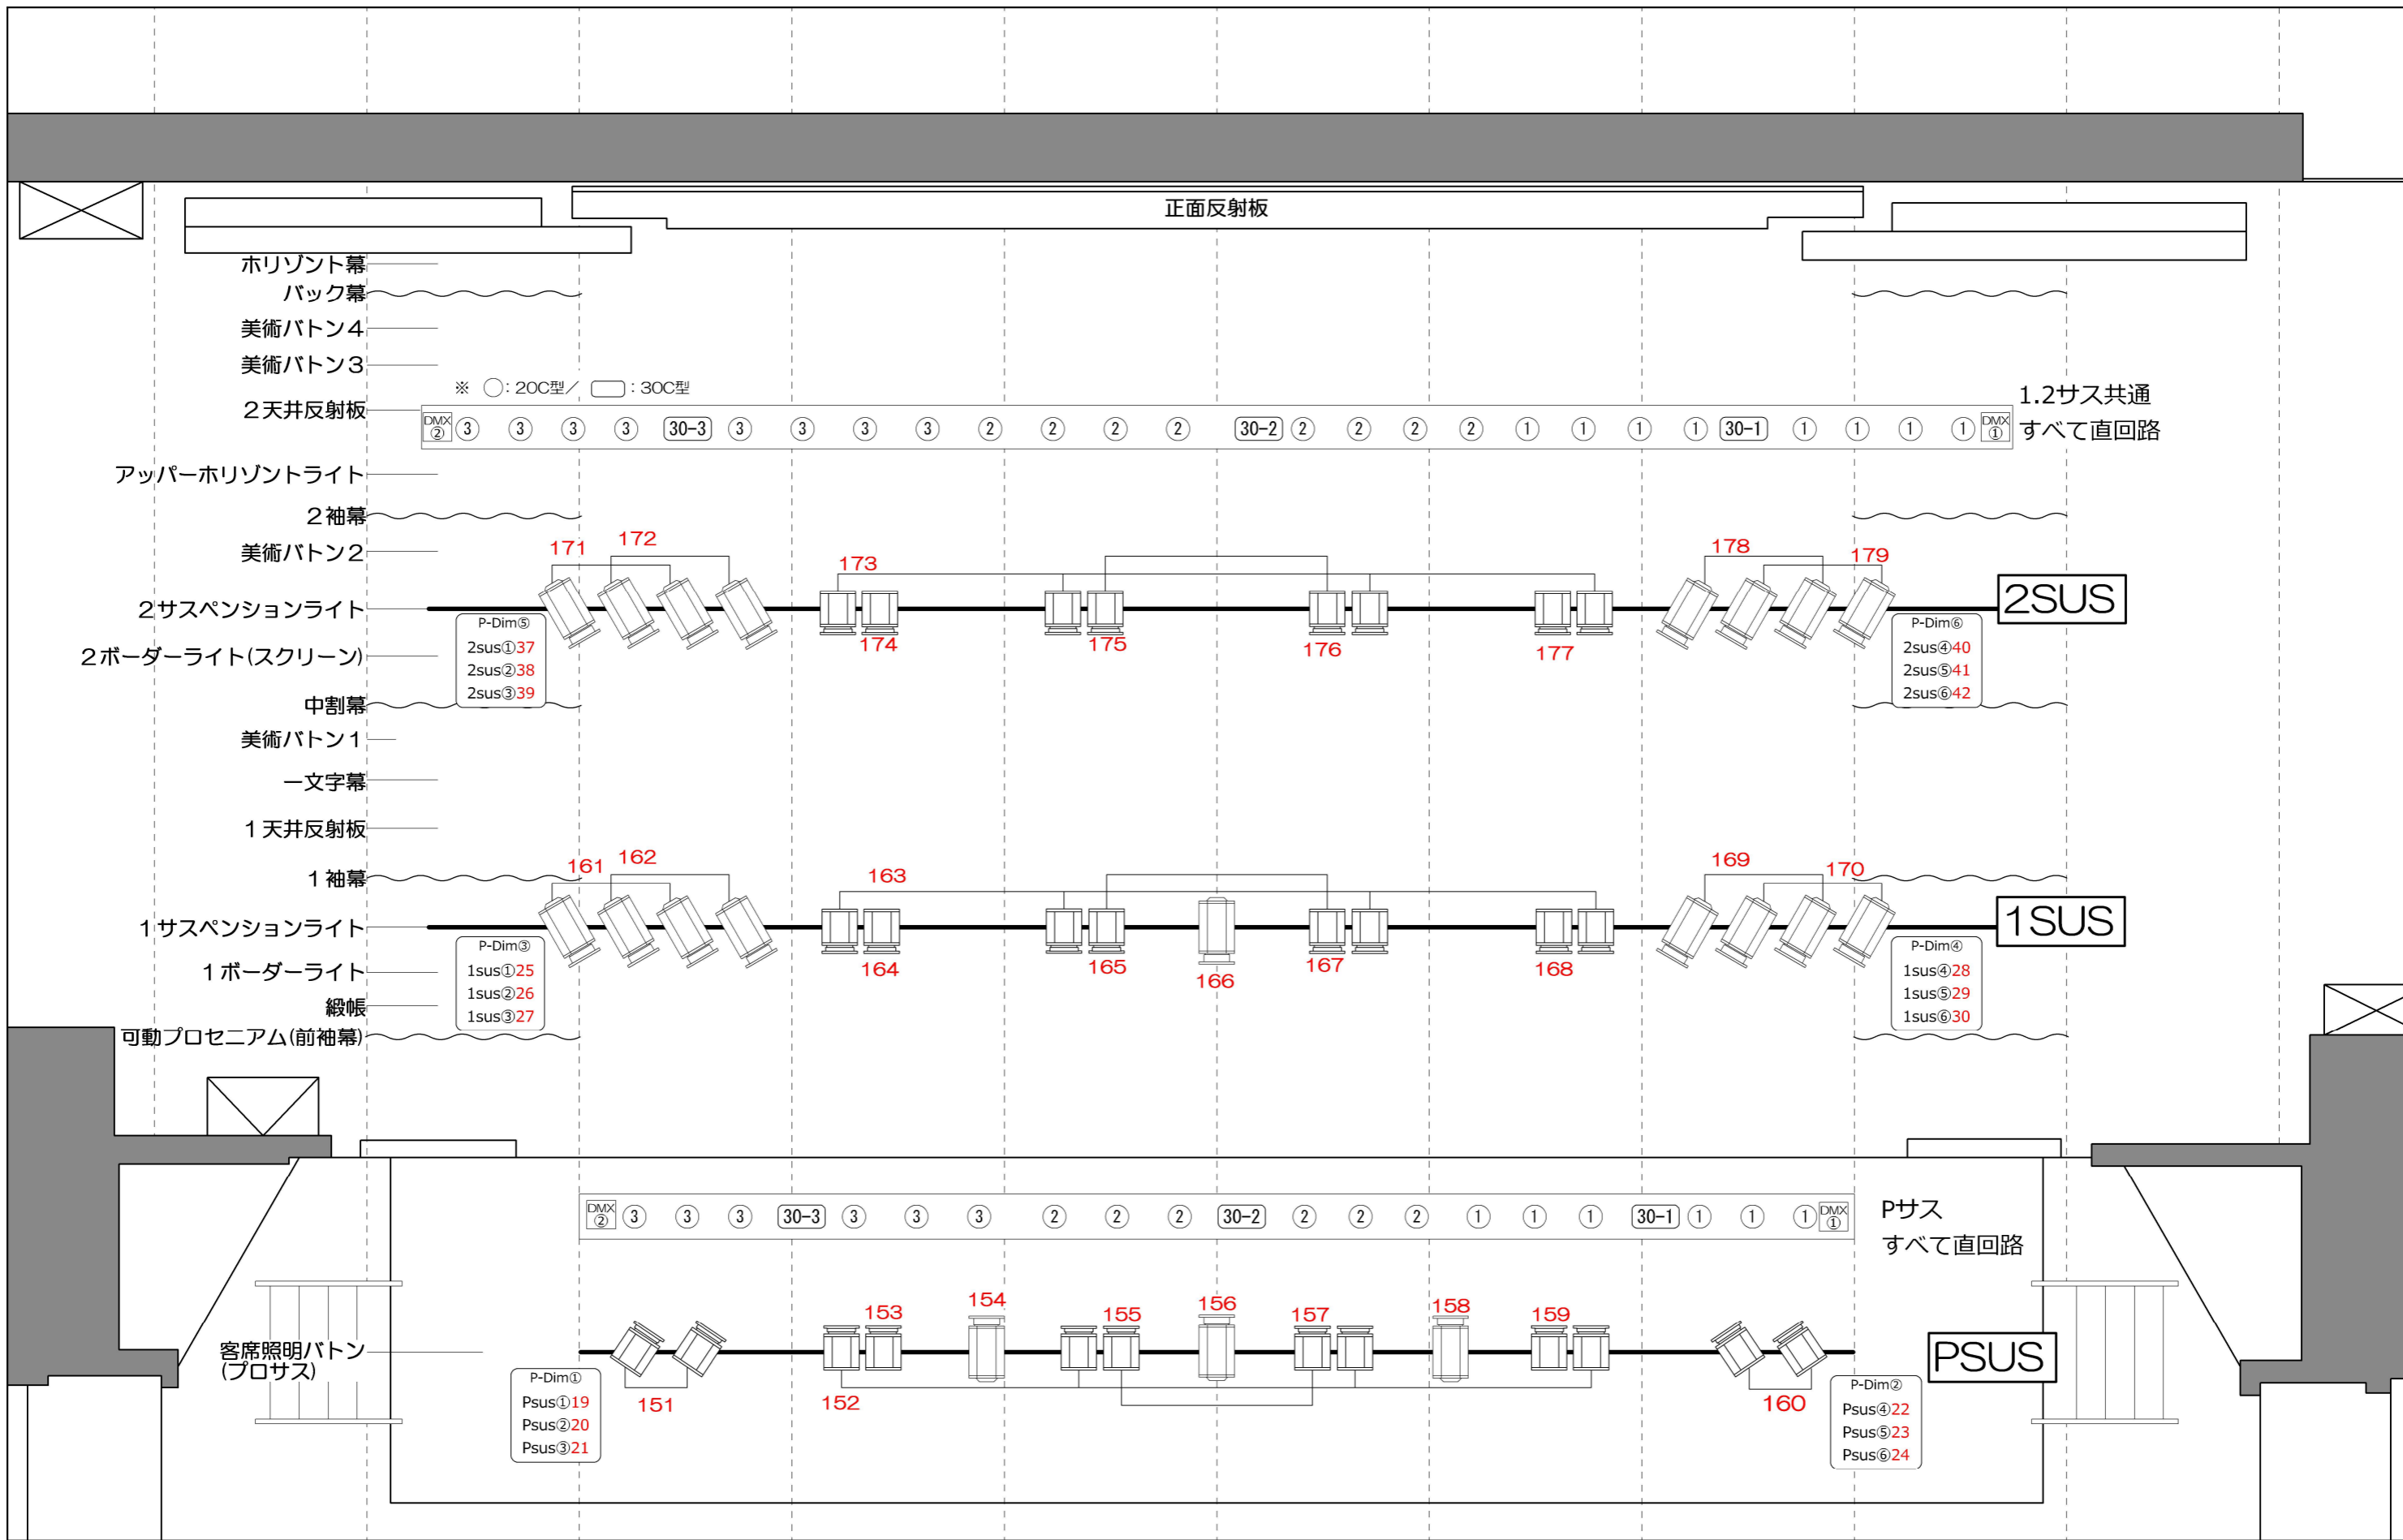 正面反射板
ホリゾント幕
バック幕
美術バトン4
美術バトン3
※ ○：20C型／ ▭：30C型
2天井反射板
DMX② ③ ③ ③ ③ 30-3 ③ ③ ③ ③ ② ② ② ② 30-2 ② ② ② ② ① ① ① ① 30-1 ① ① ① ① DMX①
1.2サス共通
すべて直回路
アッパーホリゾントライト
2袖幕
美術バトン2
171 172 173 178 179
2サスペンションライト
2SUS
174 175 176 177
P-Dim⑤
2sus①37
2sus②38
2sus③39
P-Dim⑥
2sus④40
2sus⑤41
2sus⑥42
2ボーダーライト(スクリーン)
中割幕
美術バトン1
一文字幕
1天井反射板
161 162 163 169 170
1袖幕
1サスペンションライト
1SUS
164 165 166 167 168
P-Dim③
1sus①25
1sus②26
1sus③27
P-Dim④
1sus④28
1sus⑤29
1sus⑥30
1ボーダーライト
緞帳
可動プロセニアム(前袖幕)
DMX② ③ ③ ③ 30-3 ③ ③ ③ ② ② ② 30-2 ② ② ② ① ① ① 30-1 ① ① ① DMX①
Pサス
すべて直回路
153 154 155 156 157 158 159
客席照明バトン
(プロサス)
PSUS
151 152 160
P-Dim①
Psus①19
Psus②20
Psus③21
P-Dim②
Psus④22
Psus⑤23
Psus⑥24